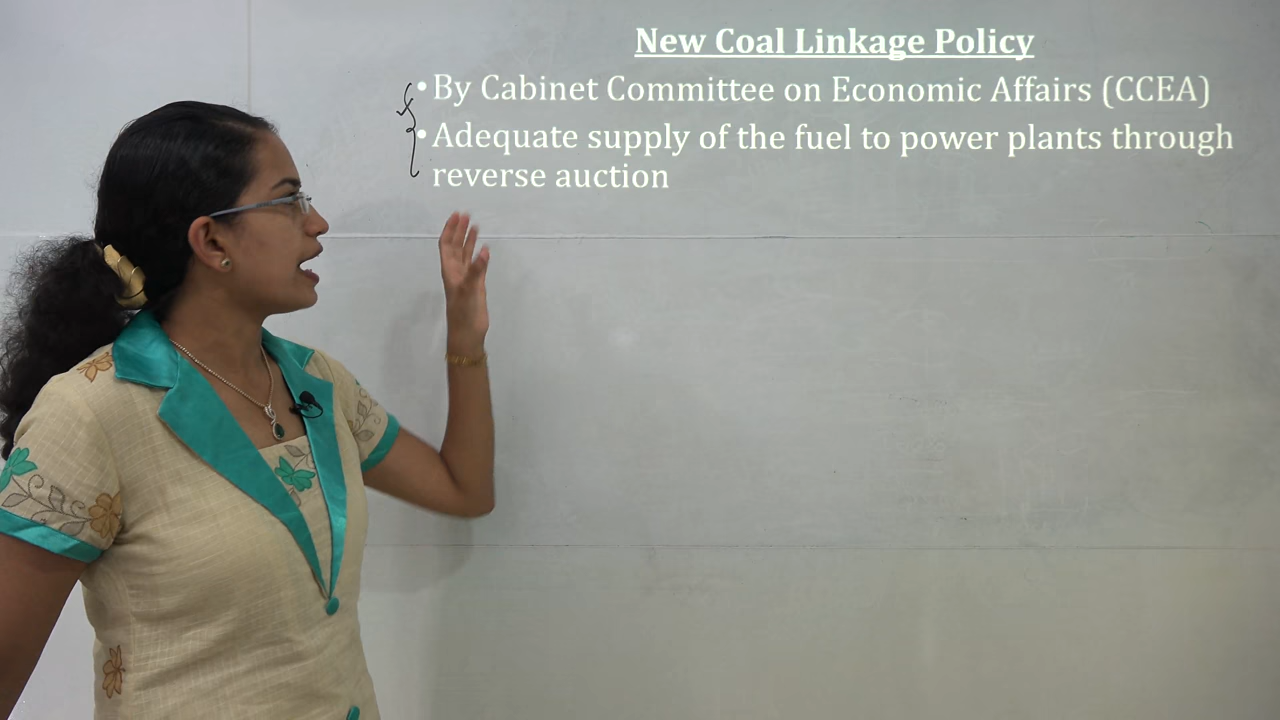 New Coal Linkage Policy
• By Cabinet Committee on Economic Affairs (CCEA)
• Adequate supply of the fuel to power plants through
reverse auction